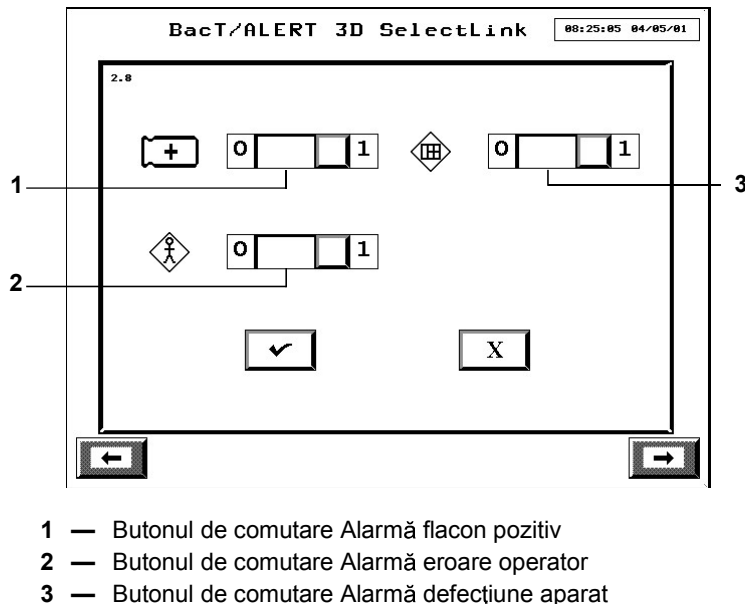 BacT/ALERT 3D SelectLink
08:25:05 04/05/01
2.8
+ 0 1
0 1
1
3
0 1
2
X
1 — Butonul de comutare Alarmă flacon pozitiv
2 — Butonul de comutare Alarmă eroare operator
3 — Butonul de comutare Alarmă defecțiune aparat